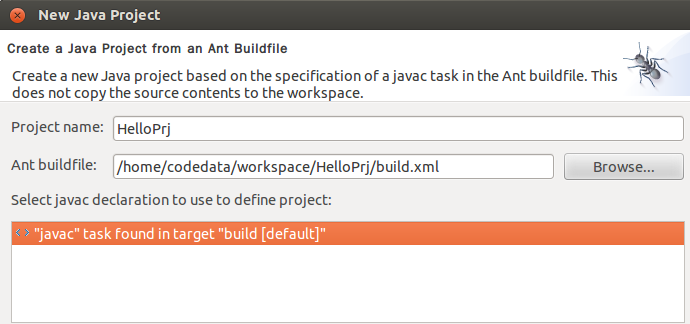 New Java Project
Create a Java Project from an Ant Buildfile
Create a new Java project based on the specification of a javac task in the Ant buildfile. This
does not copy the source contents to the workspace.
Project name: HelloPrj
Ant buildfile: /home/codedata/workspace/HelloPrj/build.xml Browse...
Select javac declaration to use to define project:
<> "javac" task found in target "build [default]"